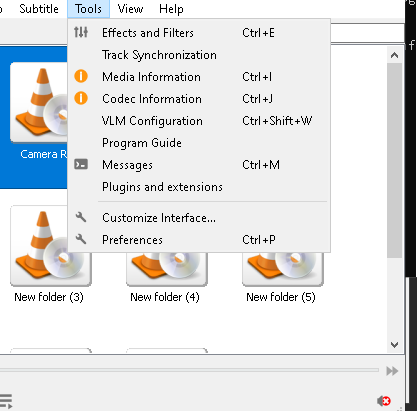 Subtitle Tools View Help
Effects and Filters Ctrl+E
Track Synchronization
Media Information Ctrl+I
Codec Information Ctrl+J
VLM Configuration Ctrl+Shift+W
Program Guide
Messages Ctrl+M
Plugins and extensions
Customize Interface...
Preferences Ctrl+P
Camera R
New folder (3) New folder (4) New folder (5)